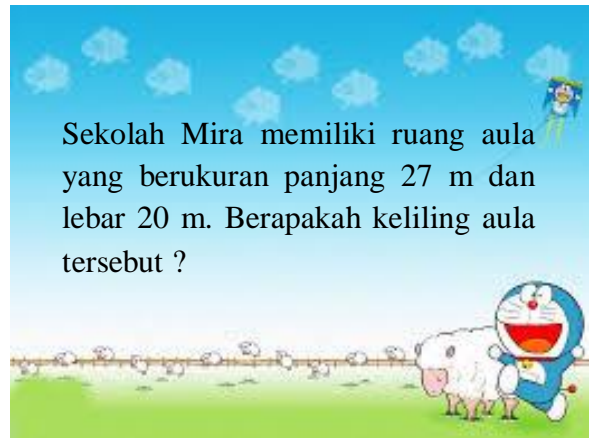 Sekolah Mira memiliki ruang aula
yang berukuran panjang 27 m dan
lebar 20 m. Berapakah keliling aula
tersebut ?